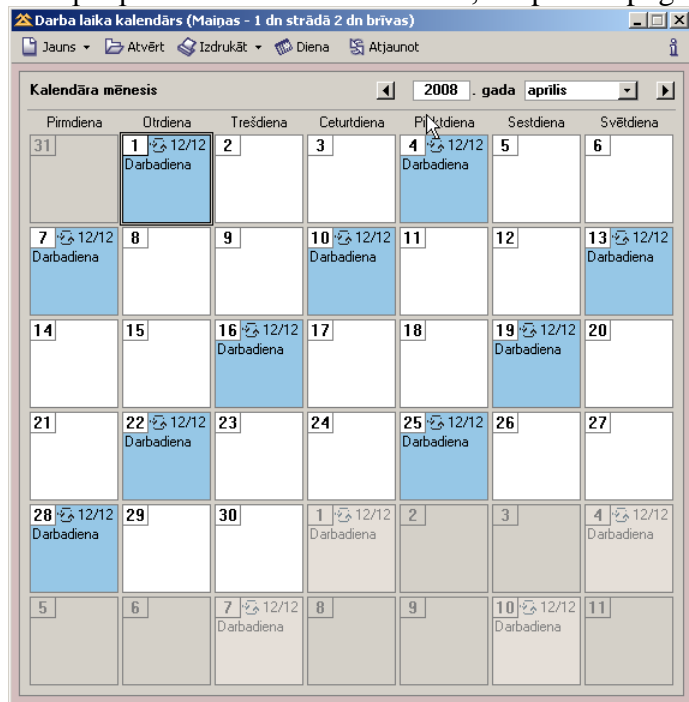 Darba laika kalendārs (Maiņas - 1 dn strādā 2 dn brīvas)
Jauns Atvērt Izdrukāt Diena Atjaunot
Kalendāra mēnesis 2008 . gada aprīlis
Pirmdiena Otrdiena Trešdiena Ceturtdiena Sestdiena Svētdiena
31 1 12/12 2 3 4 12/12 5 6
Darbadiena Darbadiena
7 12/12 8 9 10 12/12 11 12 13 12/12
Darbadiena Darbadiena Darbadiena
14 15 16 12/12 17 18 19 12/12 20
Darbadiena Darbadiena
21 22 12/12 23 24 25 12/12 26 27
Darbadiena Darbadiena
28 12/12 29 30 1 12/12 2 3 4 12/12
Darbadiena Darbadiena Darbadiena
5 6 7 12/12 8 9 10 12/12 11
Darbadiena Darbadiena